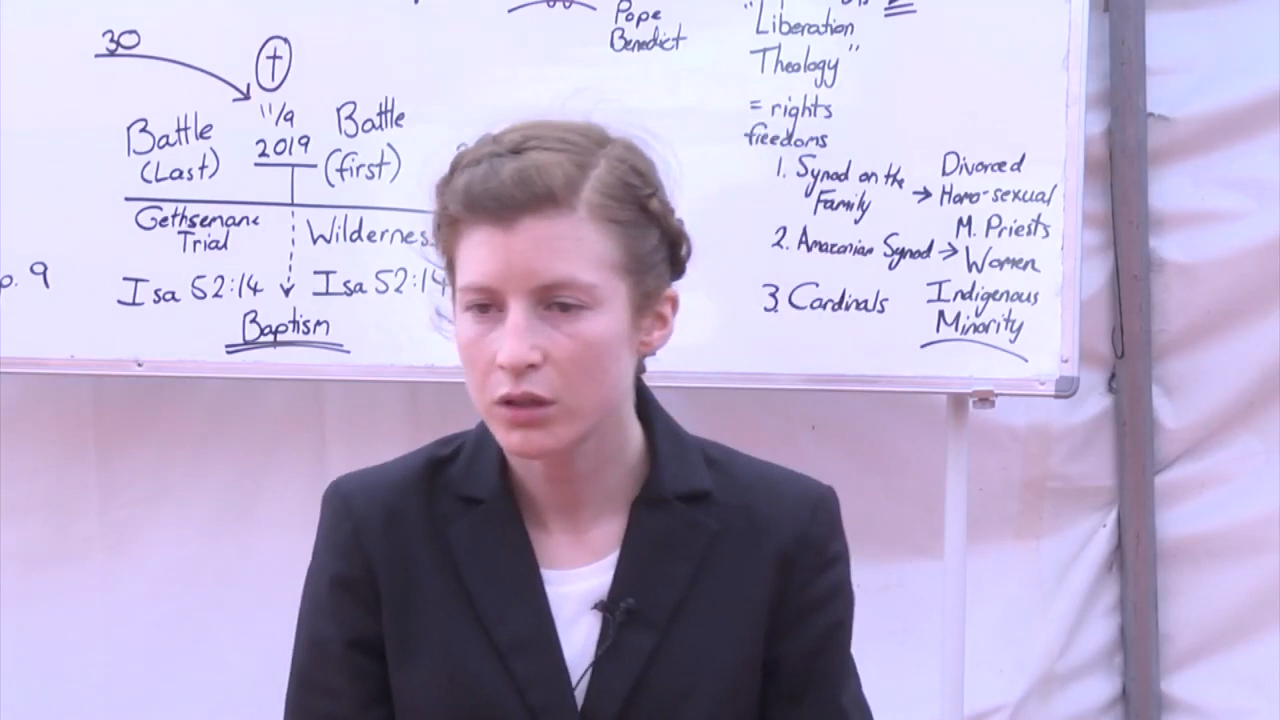 30
11/9
2019
Battle
(Last)
Battle
(first)
Gethsemane
Trial
Wilderness
p. 9
Isa 52:14
Isa 52:14
Baptism
Pope
Benedict
"Liberation
Theology"
= rights
freedoms
1. Synod on the → Divorced
Family Homo-sexual
M. Priests
2. Amazonian Synod → Women
3. Cardinals Indigenous
Minority